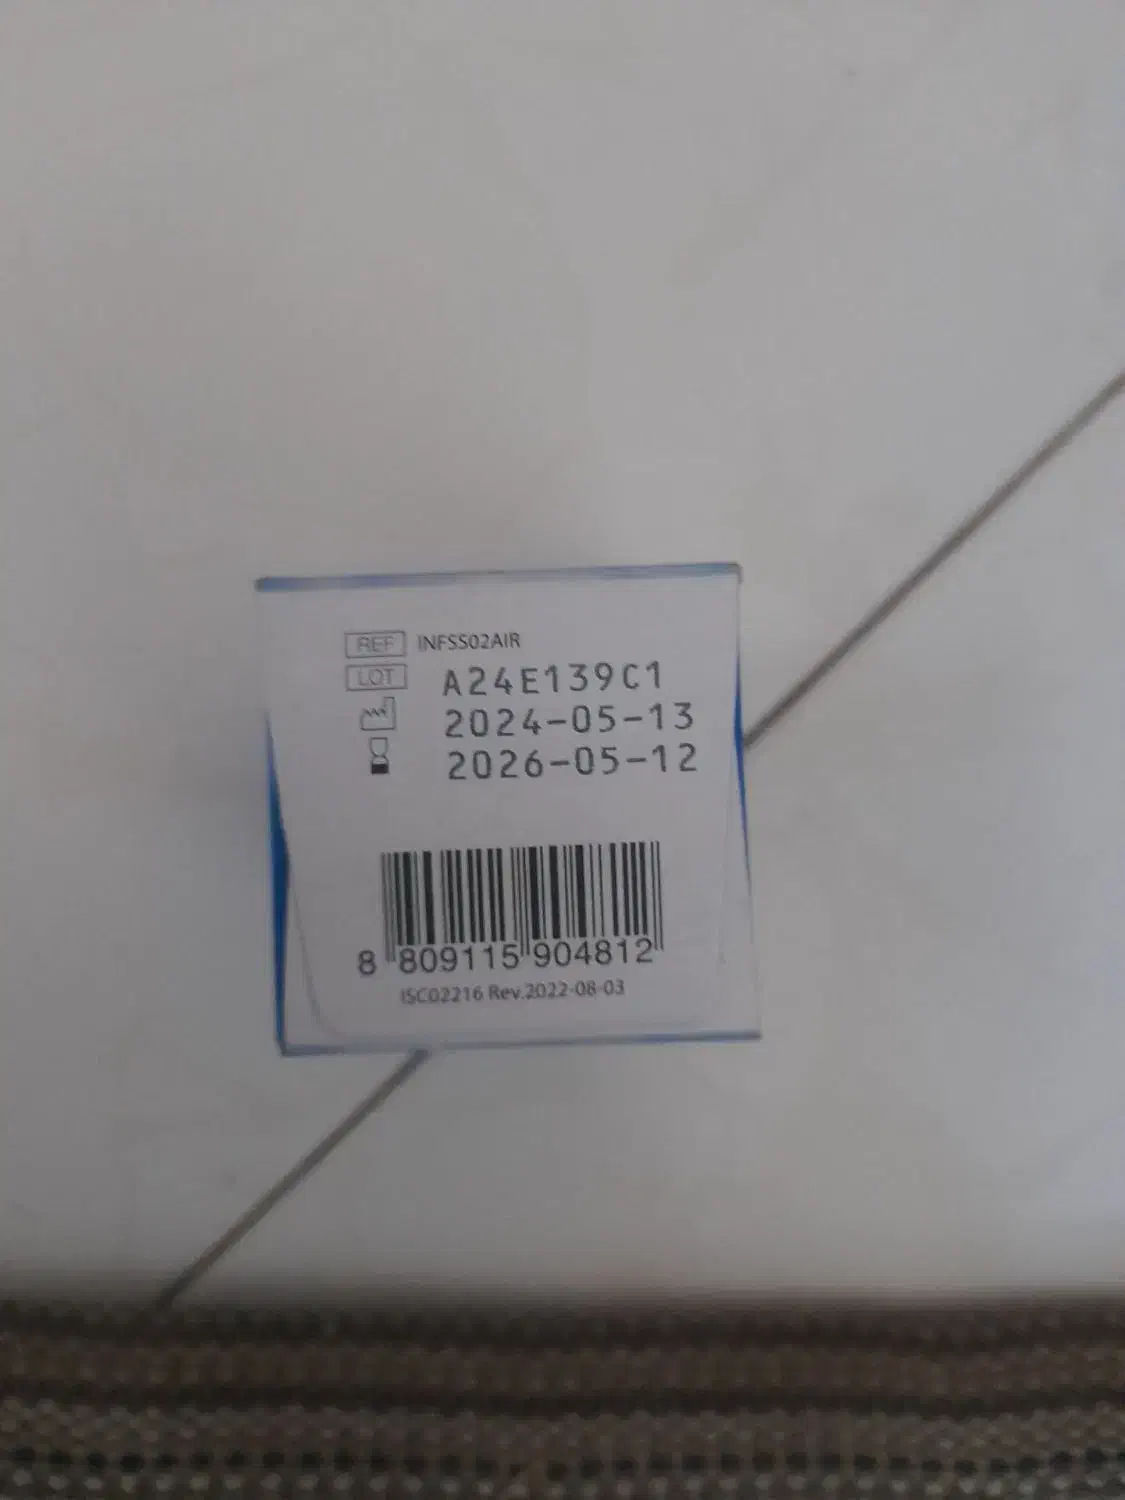 REF INFSS02AIR
LOT A24E139C1
2024-05-13
2026-05-12
8 809115 904812
ISC02216 Rev.2022-08-03